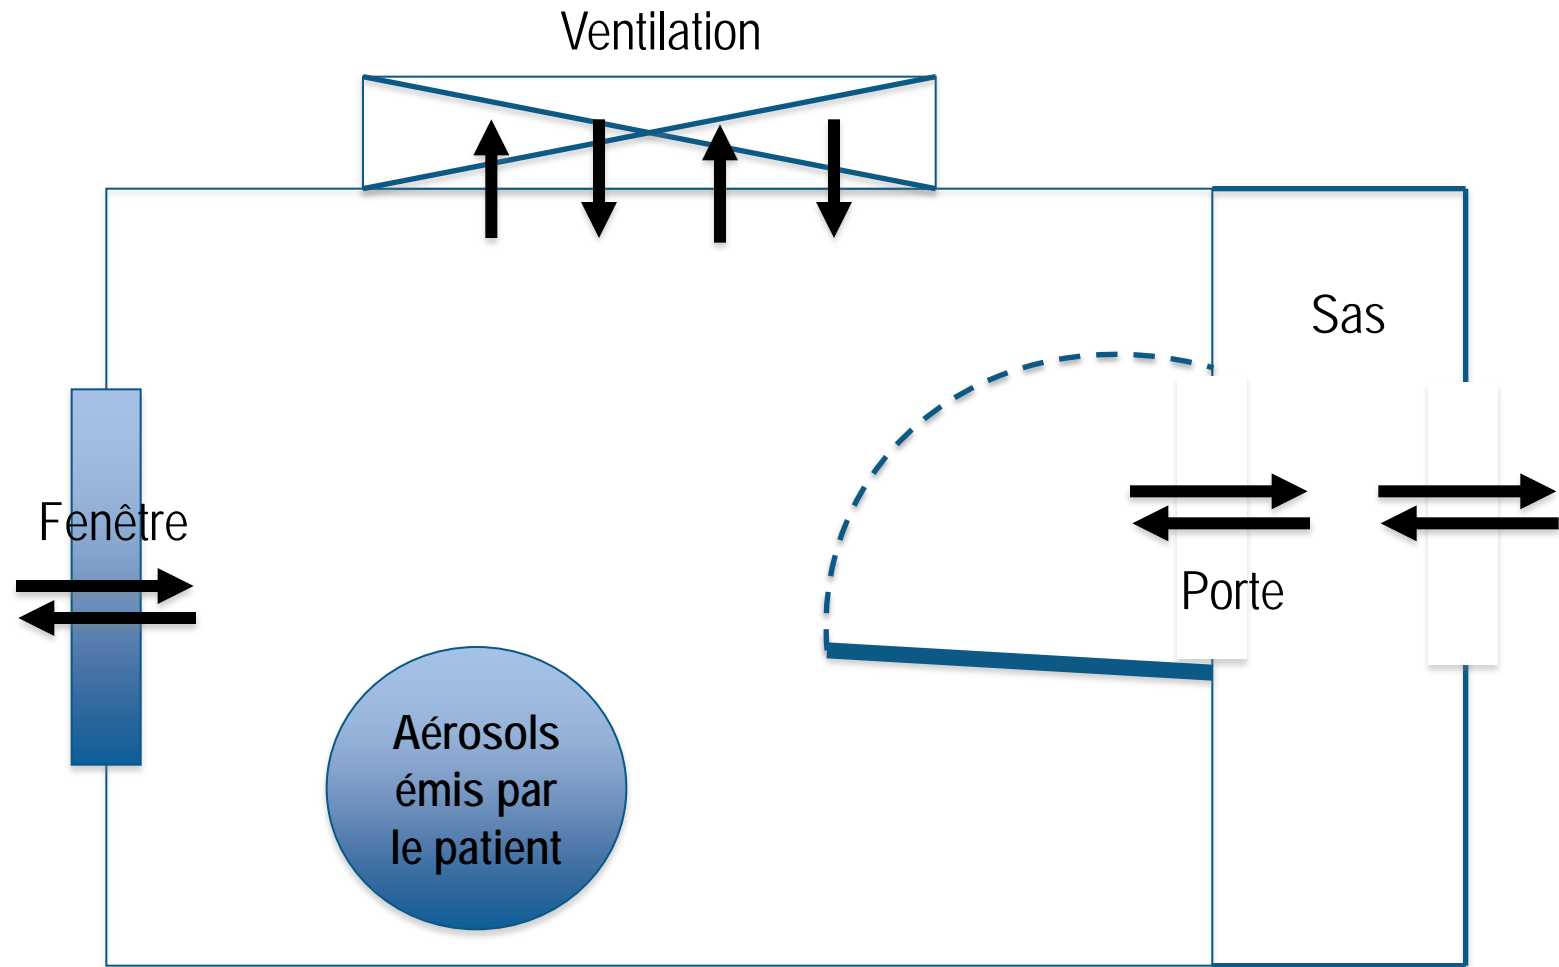 Ventilation
Sas
Fenêtre
Porte
Aérosols
émis par
le patient